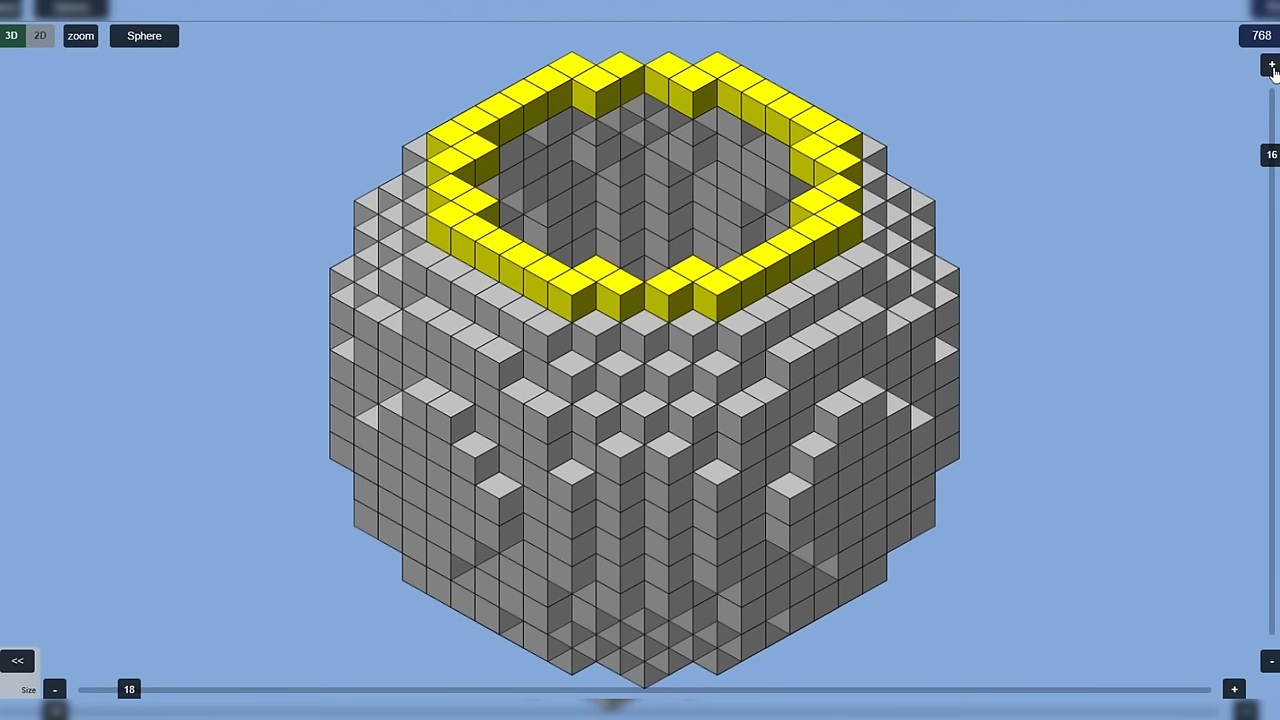 3D 2D zoom Sphere 768
+
16
<<
-
Size - 18 +